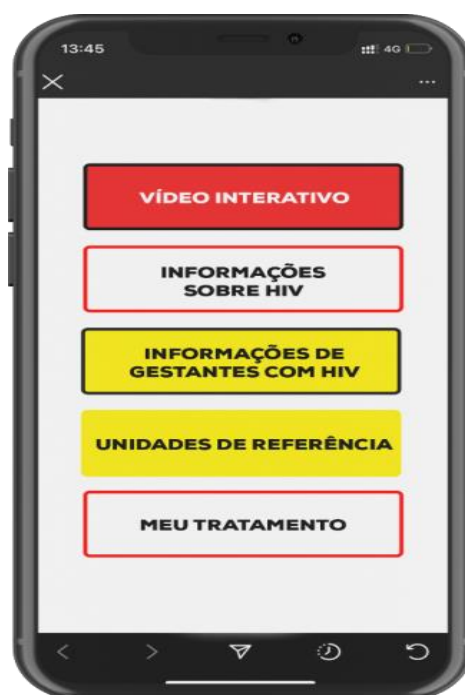 13:45
4G
VÍDEO INTERATIVO
INFORMAÇÕES
SOBRE HIV
INFORMAÇÕES DE
GESTANTES COM HIV
UNIDADES DE REFERÊNCIA
MEU TRATAMENTO